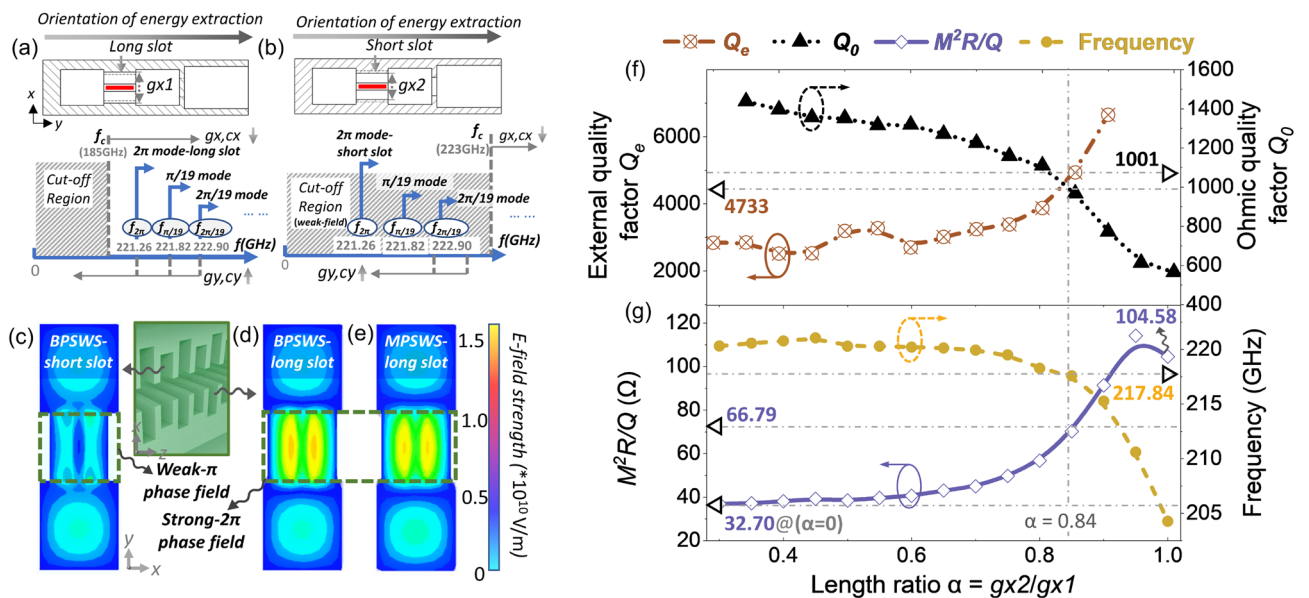 Orientation of energy extraction
(a)
Long slot
gx1
x
y
f_c
(185GHz)
gx,cx
2π mode-long slot
π/19 mode
2π/19 mode
Cut-off
Region
... ...
f2π
fπ/19
f2π/19
221.26
221.82
222.90
f(GHz)
0
gy,cy
Orientation of energy extraction
(b)
Short slot
gx2
2π mode-
short slot
f_c
(223GHz)
gx,cx
π/19 mode
2π/19 mode
Cut-off
Region
(weak-field)
... ...
f2π
fπ/19
f2π/19
221.26
221.82
222.90
f(GHz)
0
gy,cy
(c)
BPSWS-
short slot
x
z
(d)
BPSWS-
long slot
(e)
MPSWS-
long slot
Weak-π
phase field
Strong-2π
phase field
y
x
1.5
1.0
0.5
0
E-field strength (*10¹⁰ V/m)
Q_e
Q_0
M²R/Q
Frequency
(f)
External quality
factor Q_e
6000
4000
2000
4733
1001
1600
1400
1200
1000
800
600
400
Ohmic quality
factor Q_0
(g)
M²R/Q (Ω)
120
100
80
60
40
20
66.79
32.70@(α=0)
α = 0.84
104.58
217.84
220
215
210
205
Frequency (GHz)
0.4
0.6
0.8
1.0
Length ratio α = gx2/gx1